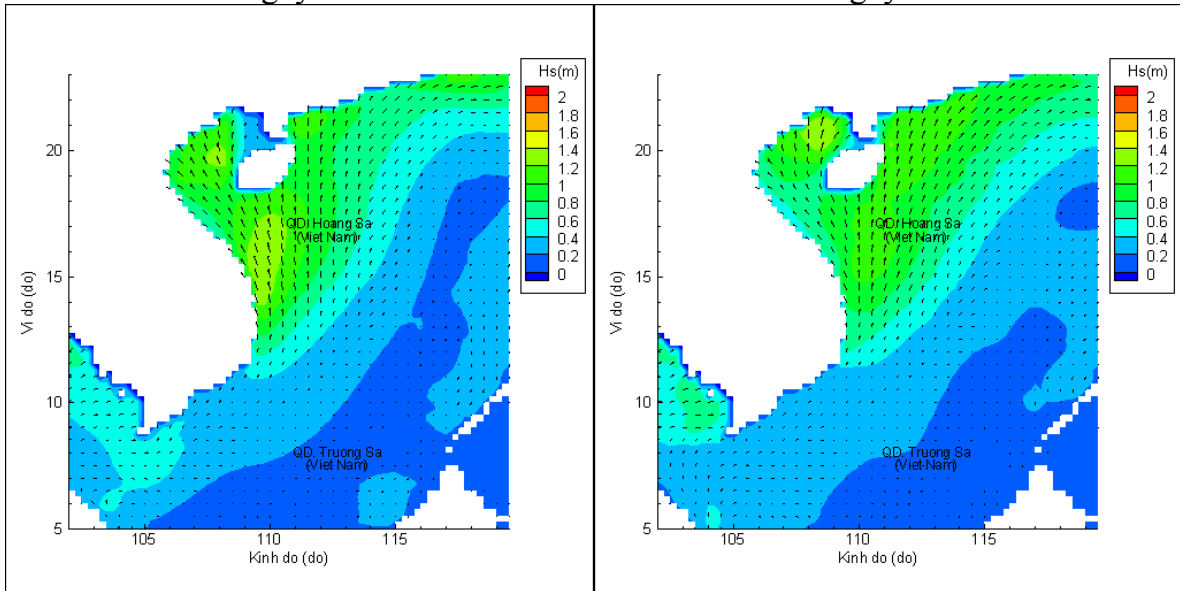 Hs(m)
2
1.8
1.6
1.4
1.2
1
0.8
0.6
0.4
0.2
0
20
15
10
5
Vi do (do)
QD. Hoang Sa
(Viet Nam)
QD. Truong Sa
(Viet Nam)
105
110
115
Kinh do (do)
Hs(m)
2
1.8
1.6
1.4
1.2
1
0.8
0.6
0.4
0.2
0
20
15
10
5
Vi do (do)
QD. Hoang Sa
(Viet Nam)
QD. Truong Sa
(Viet Nam)
105
110
115
Kinh do (do)